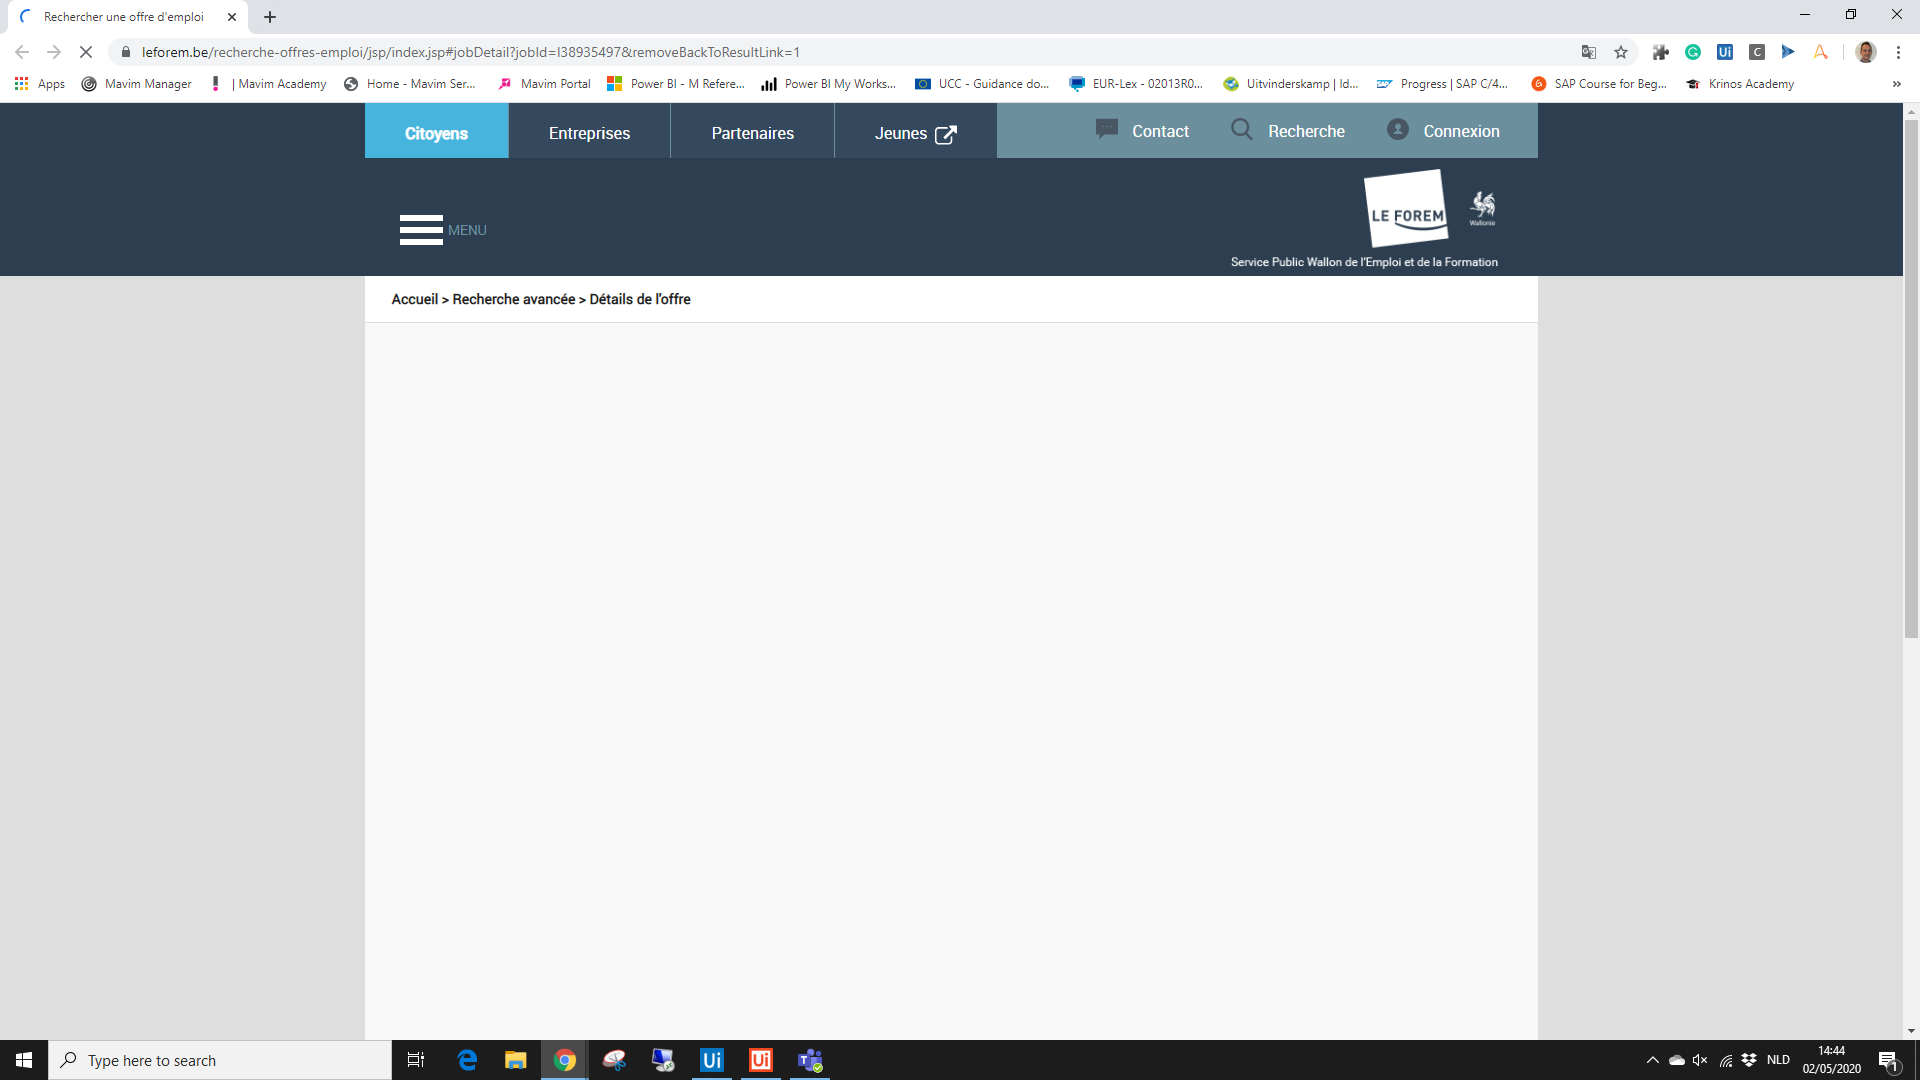 Rechercher une offre d'emploi
leforem.be/recherche-offres-emploi/jsp/index.jsp#jobDetail?jobId=I38935497&removeBackToResultLink=1
Apps Mavim Manager | Mavim Academy Home - Mavim Ser... Mavim Portal Power BI - M Refere... Power BI My Works... UCC - Guidance do... EUR-Lex - 02013R0... Uitvinderskamp | Id... Progress | SAP C/4... SAP Course for Beg... Krinos Academy »
Citoyens Entreprises Partenaires Jeunes Contact Recherche Connexion
LE FOREM
Wallonie
MENU
Service Public Wallon de l'Emploi et de la Formation
Accueil > Recherche avancée > Détails de l'offre
Type here to search
NLD
14:44
02/05/2020
1